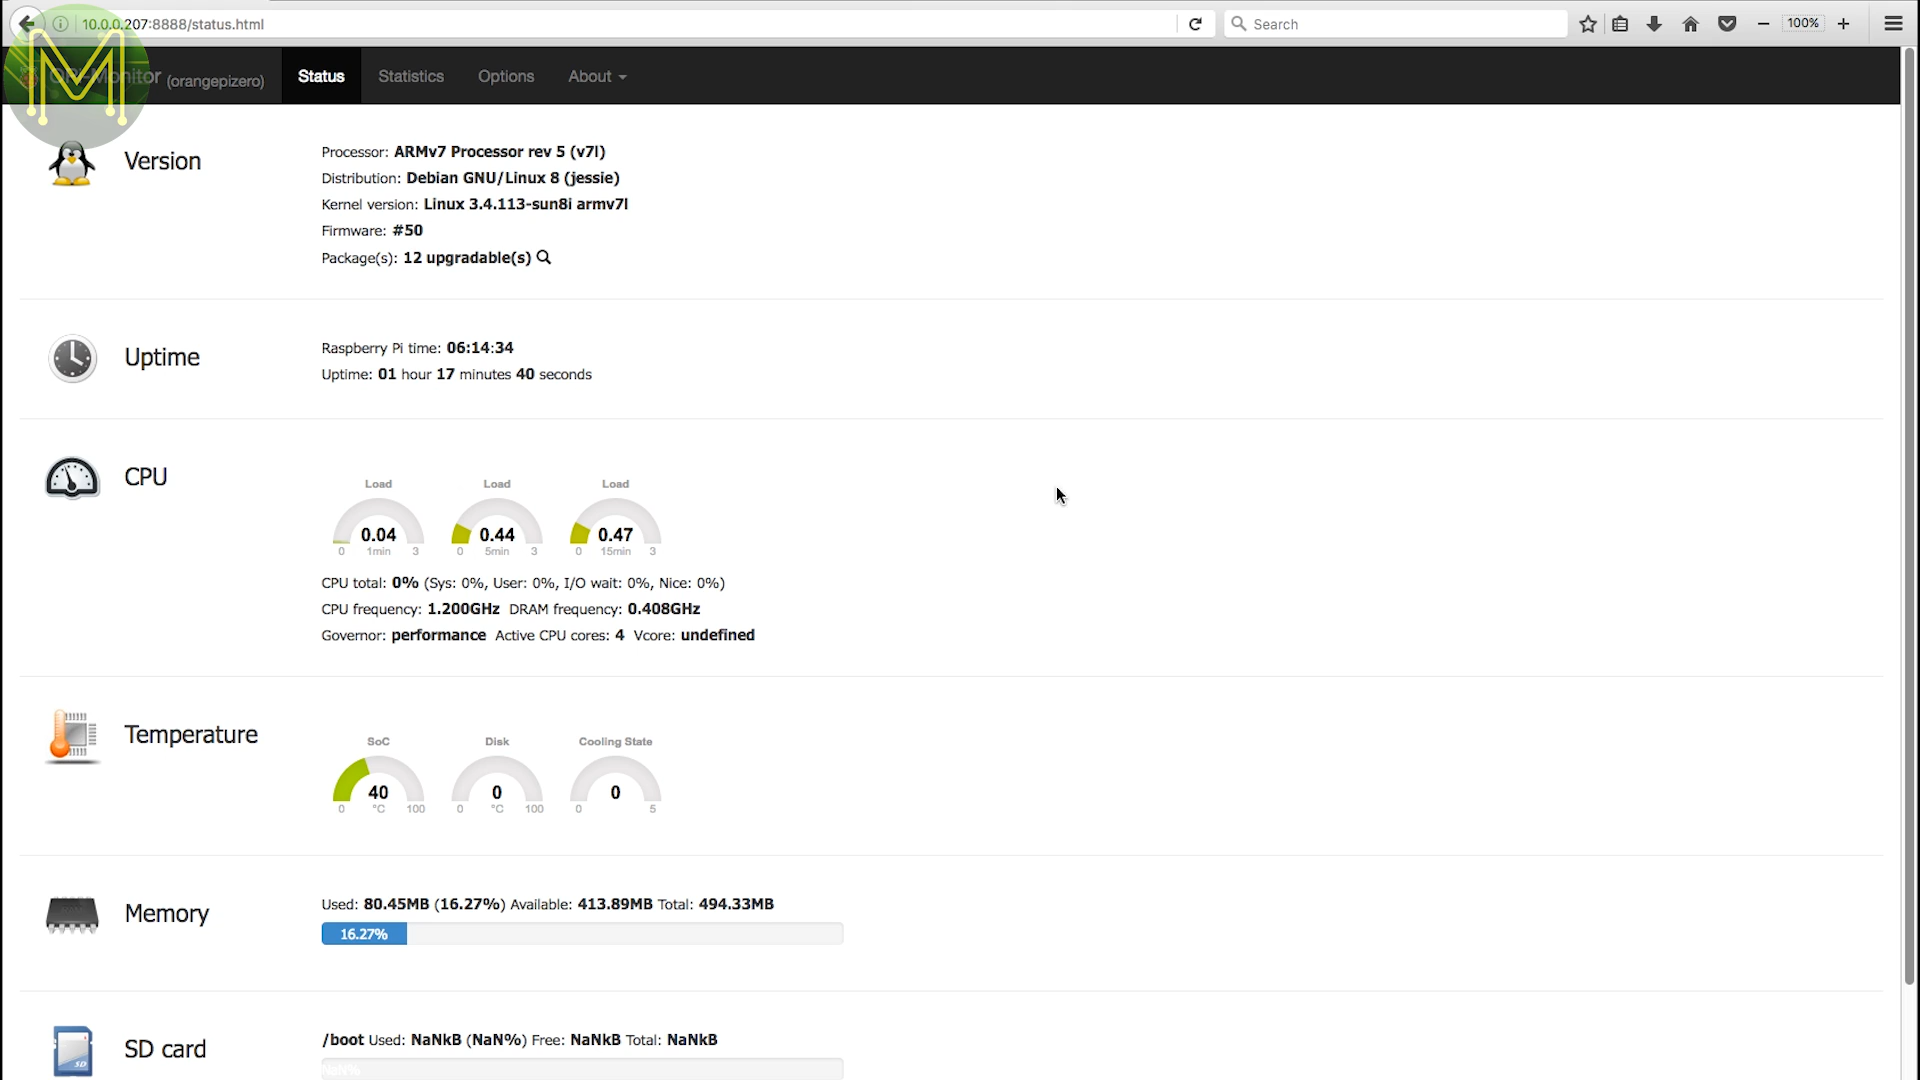 10.0.0.207:8888/status.html
Search
100%
Monitor (orangepizero)
Status
Statistics
Options
About
Version
Processor: ARMv7 Processor rev 5 (v7l)
Distribution: Debian GNU/Linux 8 (jessie)
Kernel version: Linux 3.4.113-sun8i armv7l
Firmware: #50
Package(s): 12 upgradable(s)
Uptime
Raspberry Pi time: 06:14:34
Uptime: 01 hour 17 minutes 40 seconds
CPU
Load Load Load
0.04 0.44 0.47
0 1min 3 0 5min 3 0 15min 3
CPU total: 0% (Sys: 0%, User: 0%, I/O wait: 0%, Nice: 0%)
CPU frequency: 1.200GHz DRAM frequency: 0.408GHz
Governor: performance Active CPU cores: 4 Vcore: undefined
Temperature
SoC Disk Cooling State
40 0 0
0 °C 100 0 °C 100 0 5
Memory
Used: 80.45MB (16.27%) Available: 413.89MB Total: 494.33MB
16.27%
SD card
/boot Used: NaNkB (NaN%) Free: NaNkB Total: NaNkB
NaN%